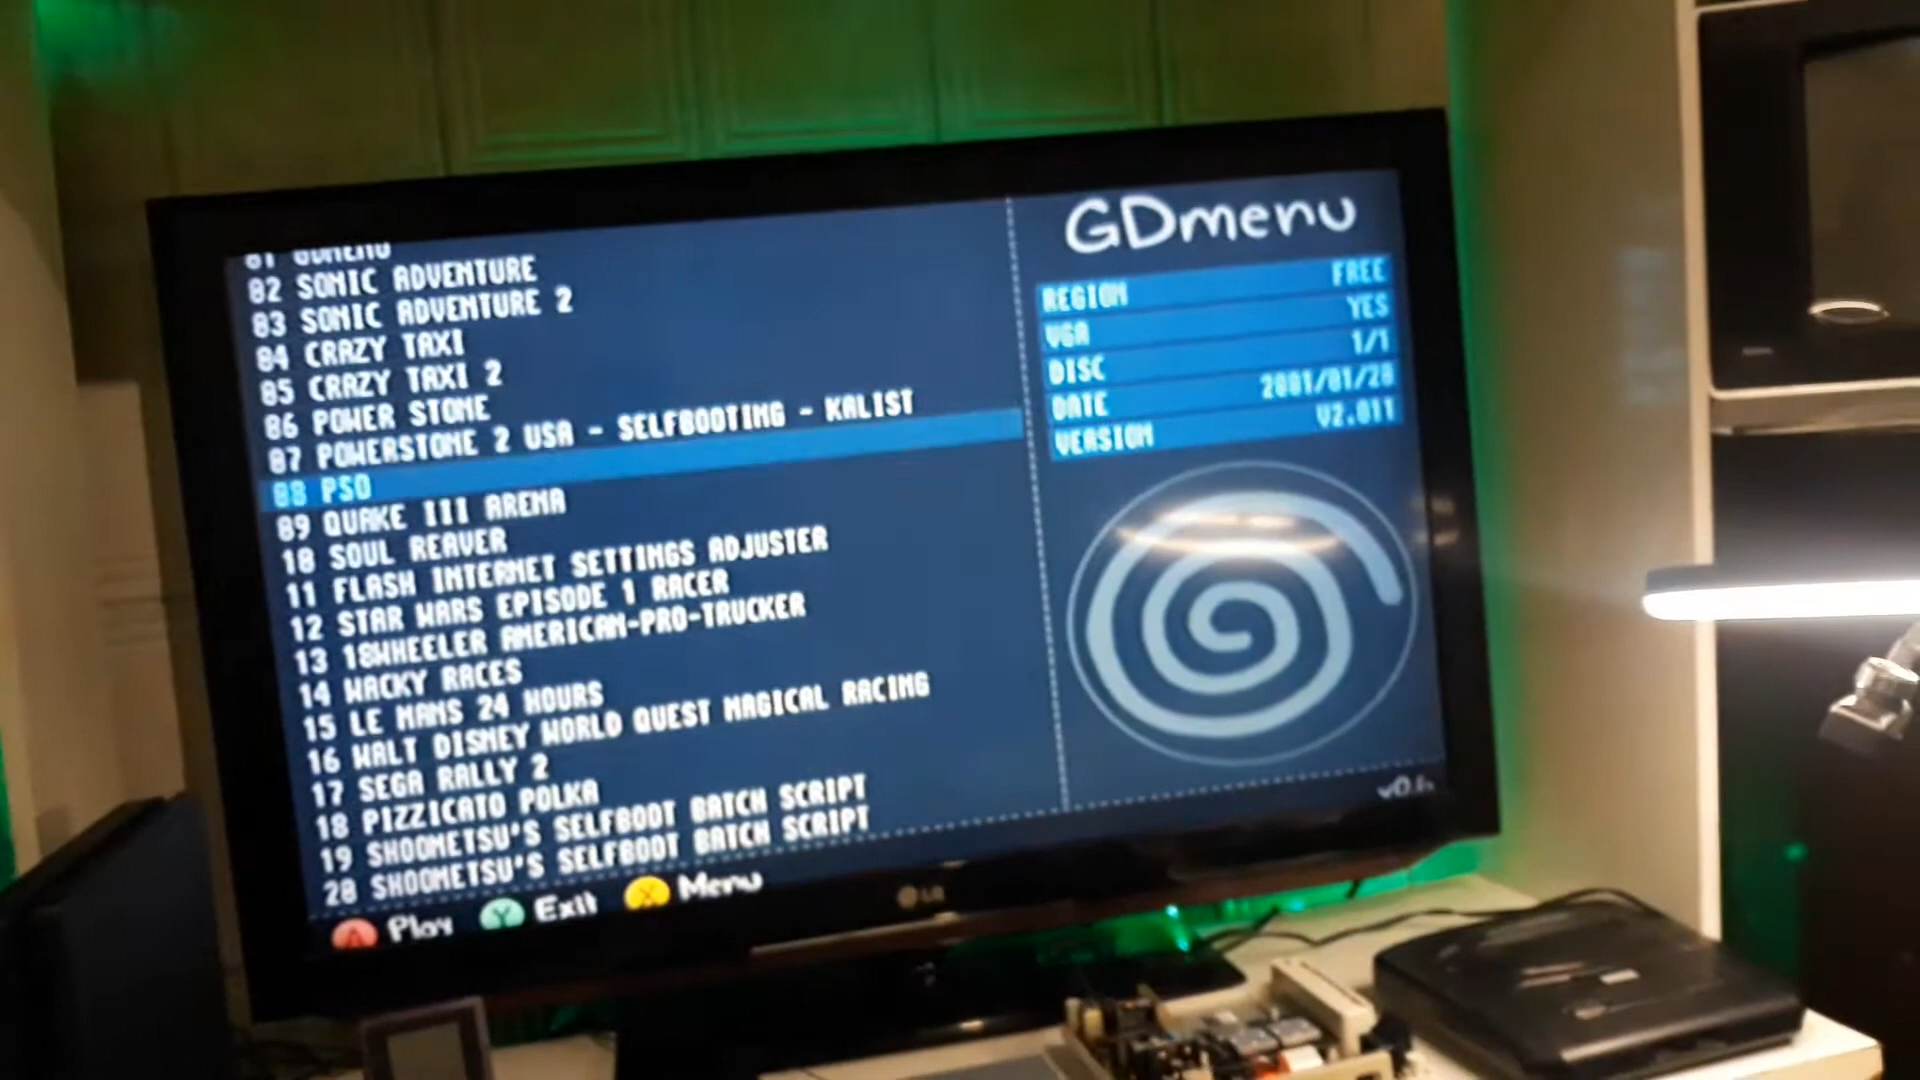 GDmenu
01 GDMENU
02 SONIC ADVENTURE
03 SONIC ADVENTURE 2
04 CRAZY TAXI
05 CRAZY TAXI 2
06 POWER STONE
07 POWERSTONE 2 USA - SELFBOOTING - KALIST
08 PSO
09 QUAKE III ARENA
10 SOUL REAVER
11 FLASH INTERNET SETTINGS ADJUSTER
12 STAR WARS EPISODE 1 RACER
13 18WHEELER AMERICAN-PRO-TRUCKER
14 WACKY RACES
15 LE MANS 24 HOURS
16 WALT DISNEY WORLD QUEST MAGICAL RACING
17 SEGA RALLY 2
18 PIZZICATO POLKA
19 SHOOMETSU'S SELFBOOT BATCH SCRIPT
20 SHOOMETSU'S SELFBOOT BATCH SCRIPT
A Play Y Exit X Menu
REGION FREE
VGA YES
DISC 1/1
DATE 2001/01/28
VERSION V2.011
v0.6
LG